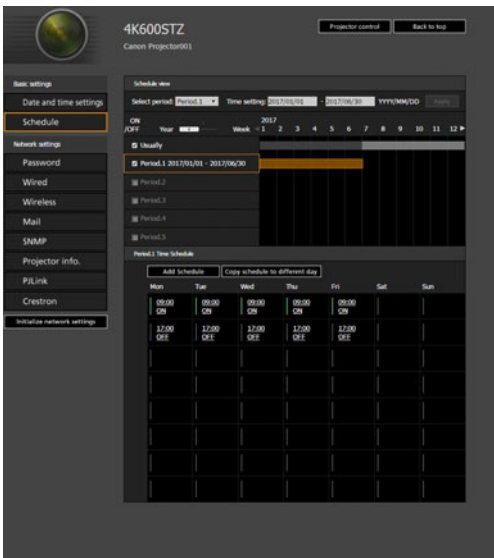 4K600STZ
Projector control
Back to top
Canon Projector001
Basic settings
Date and time settings
Schedule
Network settings
Password
Wired
Wireless
Mail
SNMP
Projector info.
PJLink
Crestron
Initialize network settings
Schedule view
Select period: Period.1 Time setting: 2017/01/01 - 2017/06/30 YYYY/MM/DD Apply
ON /OFF Year Week 2017 1 2 3 4 5 6 7 8 9 10 11 12
Usually
Period.1 2017/01/01 - 2017/06/30
Period.2
Period.3
Period.4
Period.5
Period.1 Time Schedule
Add Schedule
Copy schedule to different day
Mon Tue Wed Thu Fri Sat Sun
09:00 09:00 09:00 09:00 09:00
ON ON ON ON ON
17:00 17:00 17:00 17:00 17:00
OFF OFF OFF OFF OFF